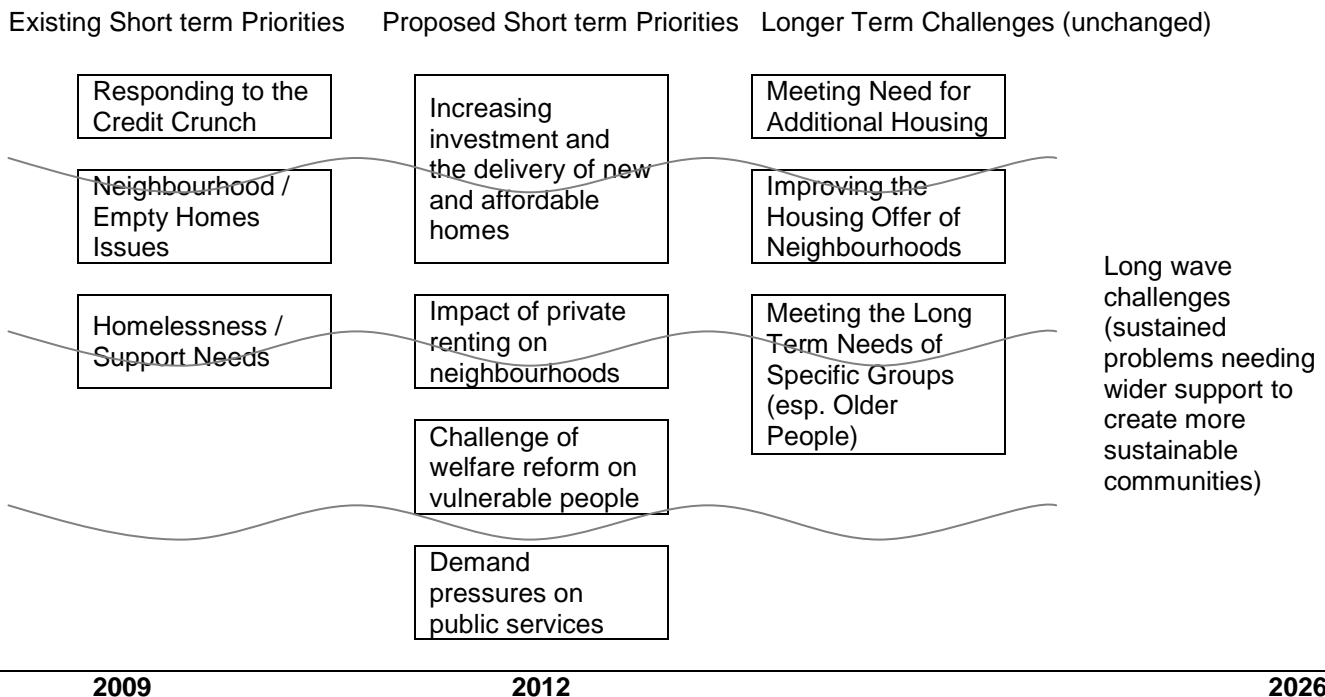 Existing Short term Priorities
Proposed Short term Priorities
Longer Term Challenges (unchanged)
Responding to the
Credit Crunch
Neighbourhood /
Empty Homes
Issues
Homelessness /
Support Needs
Increasing
investment and
the delivery of new
and affordable
homes
Impact of private
renting on
neighbourhoods
Challenge of
welfare reform on
vulnerable people
Demand
pressures on
public services
Meeting Need for
Additional Housing
Improving the
Housing Offer of
Neighbourhoods
Meeting the Long
Term Needs of
Specific Groups
(esp. Older
People)
Long wave
challenges
(sustained
problems needing
wider support to
create more
sustainable
communities)
2009
2012
2026